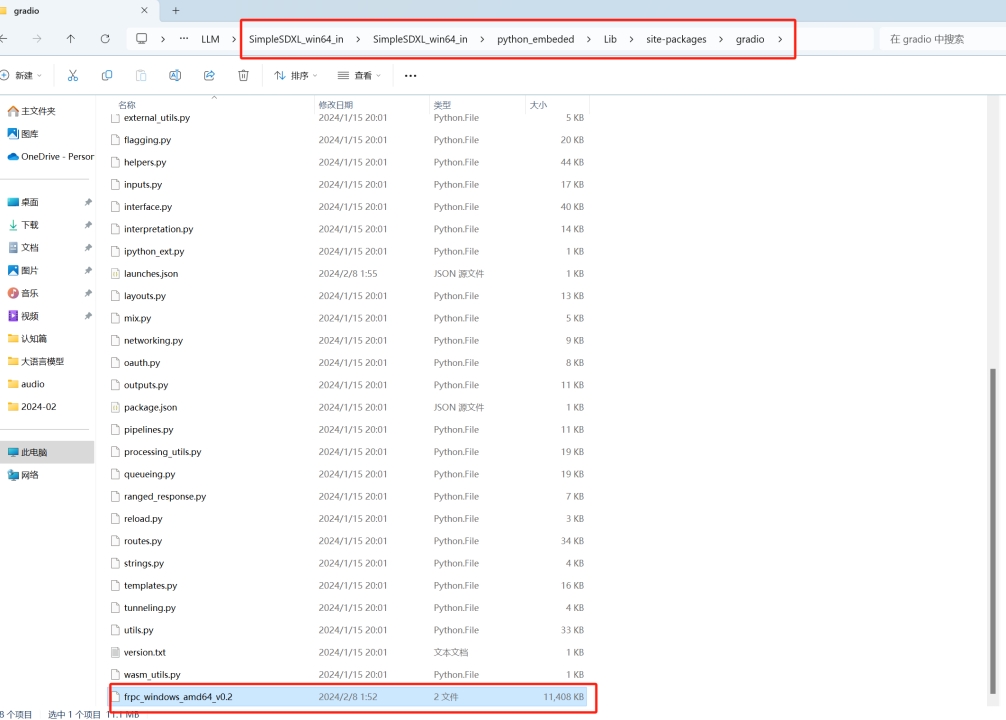 gradio
LLM SimpleSDXL_win64_in SimpleSDXL_win64_in python_embeded Lib site-packages gradio 在 gradio 中搜索
新建 排序 查看
名称 修改日期 类型 大小
external_utils.py 2024/1/15 20:01 Python.File 5 KB
flagging.py 2024/1/15 20:01 Python.File 20 KB
helpers.py 2024/1/15 20:01 Python.File 44 KB
inputs.py 2024/1/15 20:01 Python.File 17 KB
interface.py 2024/1/15 20:01 Python.File 40 KB
interpretation.py 2024/1/15 20:01 Python.File 14 KB
ipython_ext.py 2024/1/15 20:01 Python.File 1 KB
launches.json 2024/2/8 1:55 JSON 源文件 1 KB
layouts.py 2024/1/15 20:01 Python.File 13 KB
mix.py 2024/1/15 20:01 Python.File 5 KB
networking.py 2024/1/15 20:01 Python.File 9 KB
oauth.py 2024/1/15 20:01 Python.File 8 KB
outputs.py 2024/1/15 20:01 Python.File 11 KB
package.json 2024/1/15 20:01 JSON 源文件 1 KB
pipelines.py 2024/1/15 20:01 Python.File 11 KB
processing_utils.py 2024/1/15 20:01 Python.File 19 KB
queueing.py 2024/1/15 20:01 Python.File 19 KB
ranged_response.py 2024/1/15 20:01 Python.File 7 KB
reload.py 2024/1/15 20:01 Python.File 3 KB
routes.py 2024/1/15 20:01 Python.File 34 KB
strings.py 2024/1/15 20:01 Python.File 4 KB
templates.py 2024/1/15 20:01 Python.File 16 KB
tunneling.py 2024/1/15 20:01 Python.File 4 KB
utils.py 2024/1/15 20:01 Python.File 33 KB
version.txt 2024/1/15 20:01 文本文档 1 KB
wasm_utils.py 2024/1/15 20:01 Python.File 1 KB
frpc_windows_amd64_v0.2 2024/2/8 1:52 2 文件 11,408 KB
主文件夹
图库
OneDrive - Person
桌面
下载
文档
图片
音乐
视频
认知篇
大语言模型
audio
2024-02
此电脑
网络
8 个项目 选中 1 个项目 11.1 MB